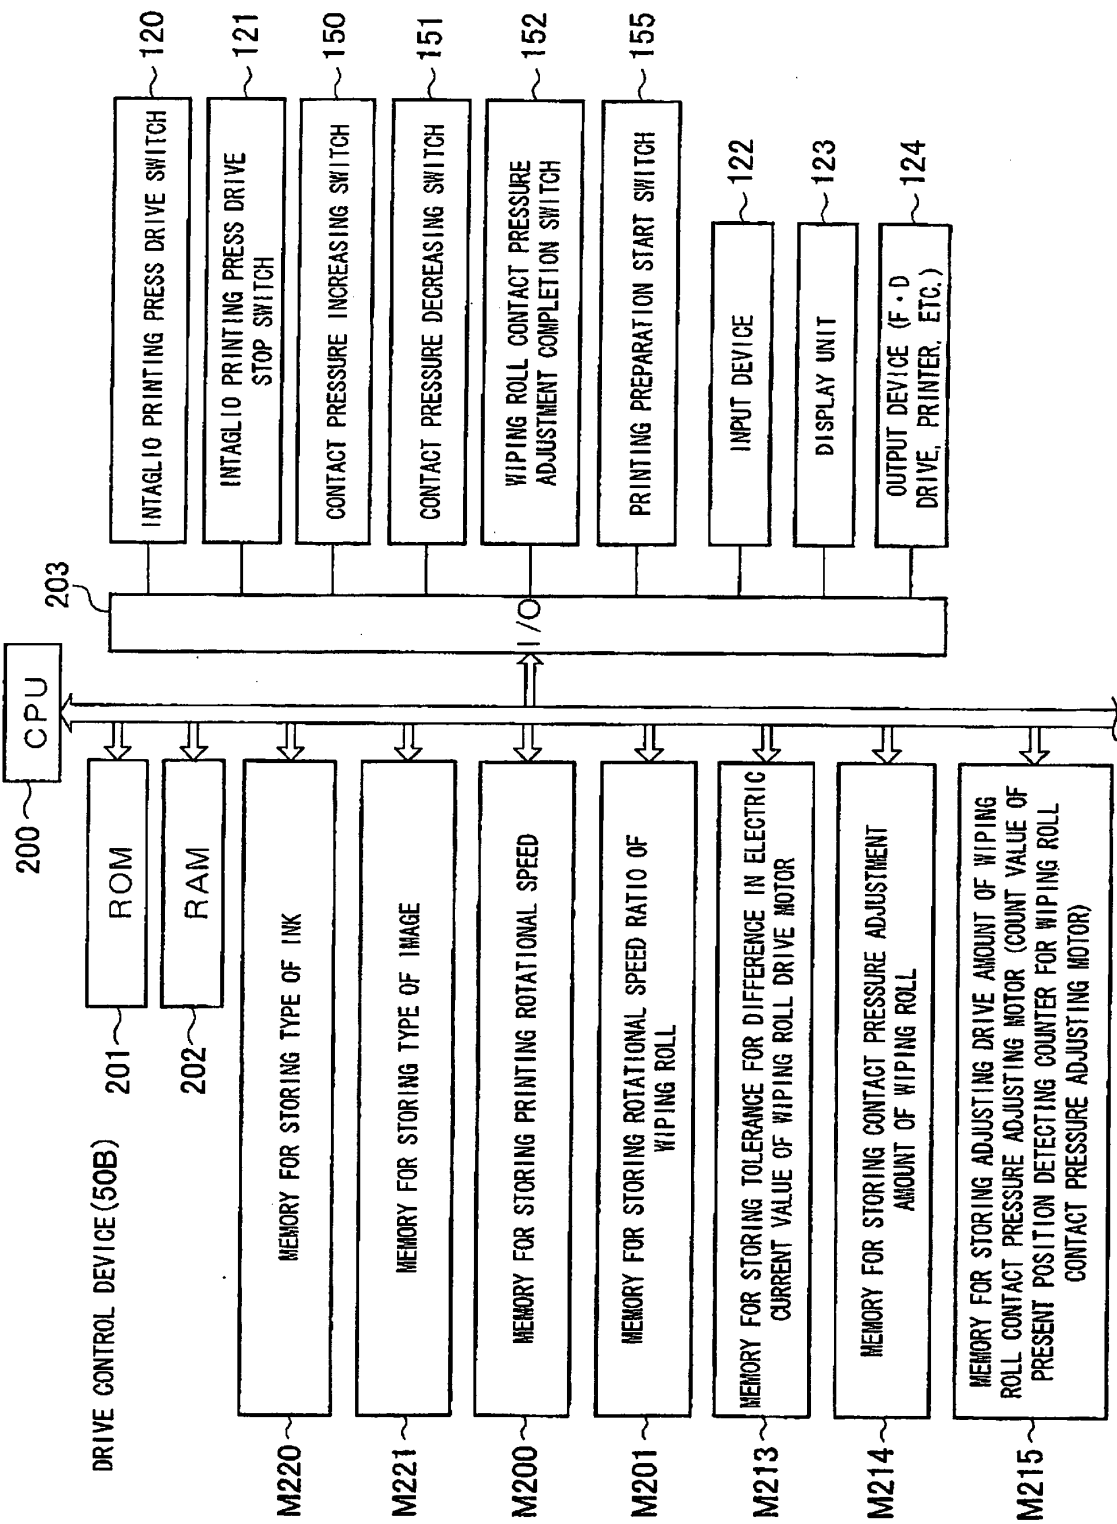 DRIVE CONTROL DEVICE(50B)
200
CPU
201
ROM
202
RAM
M220
MEMORY FOR STORING TYPE OF INK
M221
MEMORY FOR STORING TYPE OF IMAGE
M200
MEMORY FOR STORING PRINTING ROTATIONAL SPEED
M201
MEMORY FOR STORING ROTATIONAL SPEED RATIO OF
WIPING ROLL
M213
MEMORY FOR STORING TOLERANCE FOR DIFFERENCE IN ELECTRIC
CURRENT VALUE OF WIPING ROLL DRIVE MOTOR
M214
MEMORY FOR STORING CONTACT PRESSURE ADJUSTMENT
AMOUNT OF WIPING ROLL
M215
MEMORY FOR STORING ADJUSTING DRIVE AMOUNT OF WIPING
ROLL CONTACT PRESSURE ADJUSTING MOTOR (COUNT VALUE OF
PRESENT POSITION DETECTING COUNTER FOR WIPING ROLL
CONTACT PRESSURE ADJUSTING MOTOR)
203
I/O
INTAGLIO PRINTING PRESS DRIVE SWITCH
120
INTAGLIO PRINTING PRESS DRIVE
STOP SWITCH
121
CONTACT PRESSURE INCREASING SWITCH
150
CONTACT PRESSURE DECREASING SWITCH
151
WIPING ROLL CONTACT PRESSURE
ADJUSTMENT COMPLETION SWITCH
152
PRINTING PREPARATION START SWITCH
155
INPUT DEVICE
122
DISPLAY UNIT
123
OUTPUT DEVICE (F・D
DRIVE, PRINTER, ETC.)
124